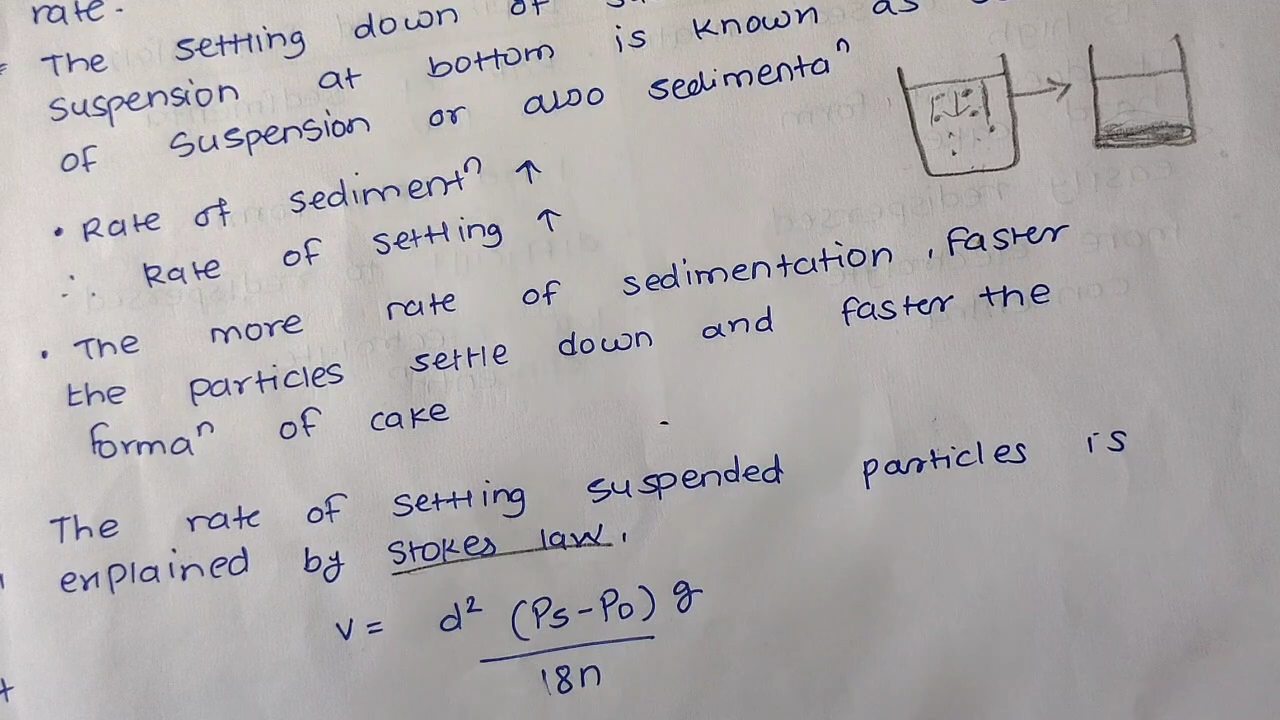 rate.
The settling down of
suspension at bottom is known as
of suspension or also sedimentaⁿ
• Rate of sedimentⁿ ↑
∴ Rate of settling ↑
• The more rate of sedimentation, faster
the particles settle down and faster the
formaⁿ of cake
The rate of settling suspended particles is
explained by Stokes law.
v = d² (Ps-Po) g
18n